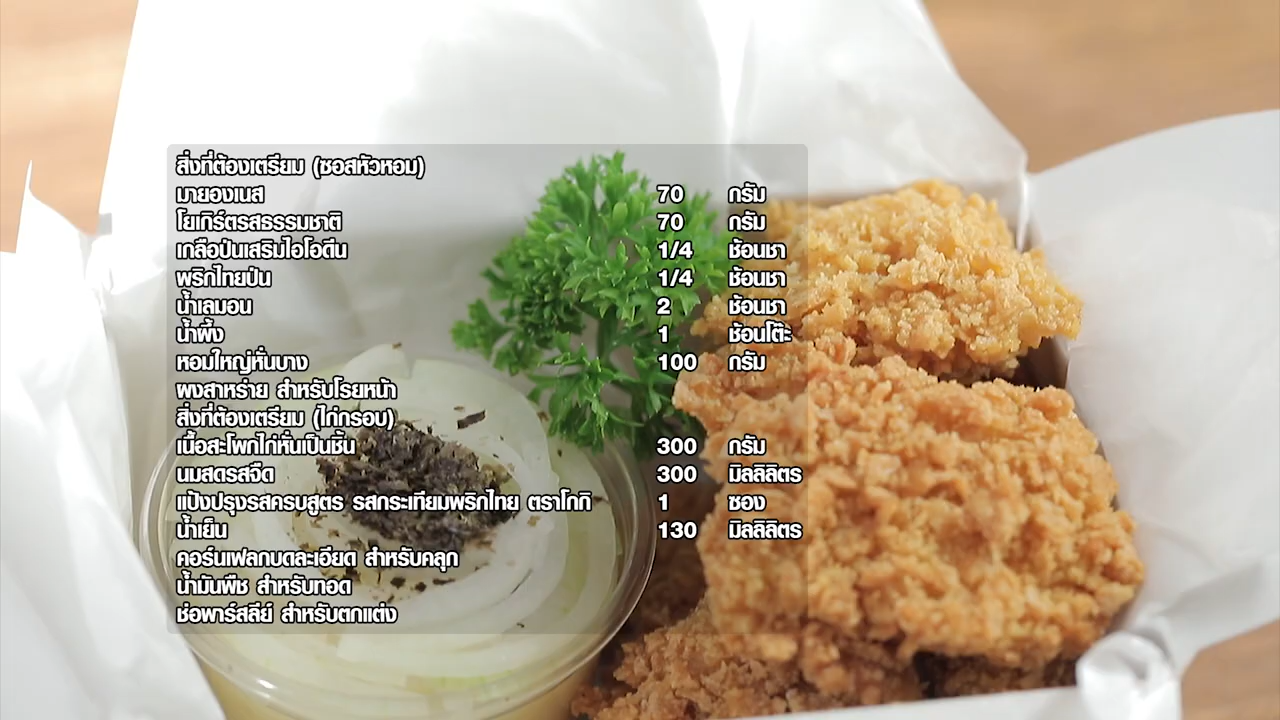 สิ่งที่ต้องเตรียม (ซอสหัวหอม)
มายองเนส 70 กรัม
โยเกิร์ตรสธรรมชาติ 70 กรัม
เกลือป่นเสริมไอโอดีน 1/4 ช้อนชา
พริกไทยป่น 1/4 ช้อนชา
น้ำเลมอน 2 ช้อนชา
น้ำผึ้ง 1 ช้อนโต๊ะ
หอมใหญ่หั่นบาง 100 กรัม
ผงสาหร่าย สำหรับโรยหน้า
สิ่งที่ต้องเตรียม (ไก่กรอบ)
เนื้อสะโพกไก่หั่นเป็นชิ้น 300 กรัม
นมสดรสจืด 300 มิลลิลิตร
แป้งปรุงรสครบสูตร รสกระเทียมพริกไทย ตราโกกิ 1 ซอง
น้ำเย็น 130 มิลลิลิตร
คอร์นเฟลกบดละเอียด สำหรับคลุก
น้ำมันพืช สำหรับทอด
ช่อพาร์สลีย์ สำหรับตกแต่ง